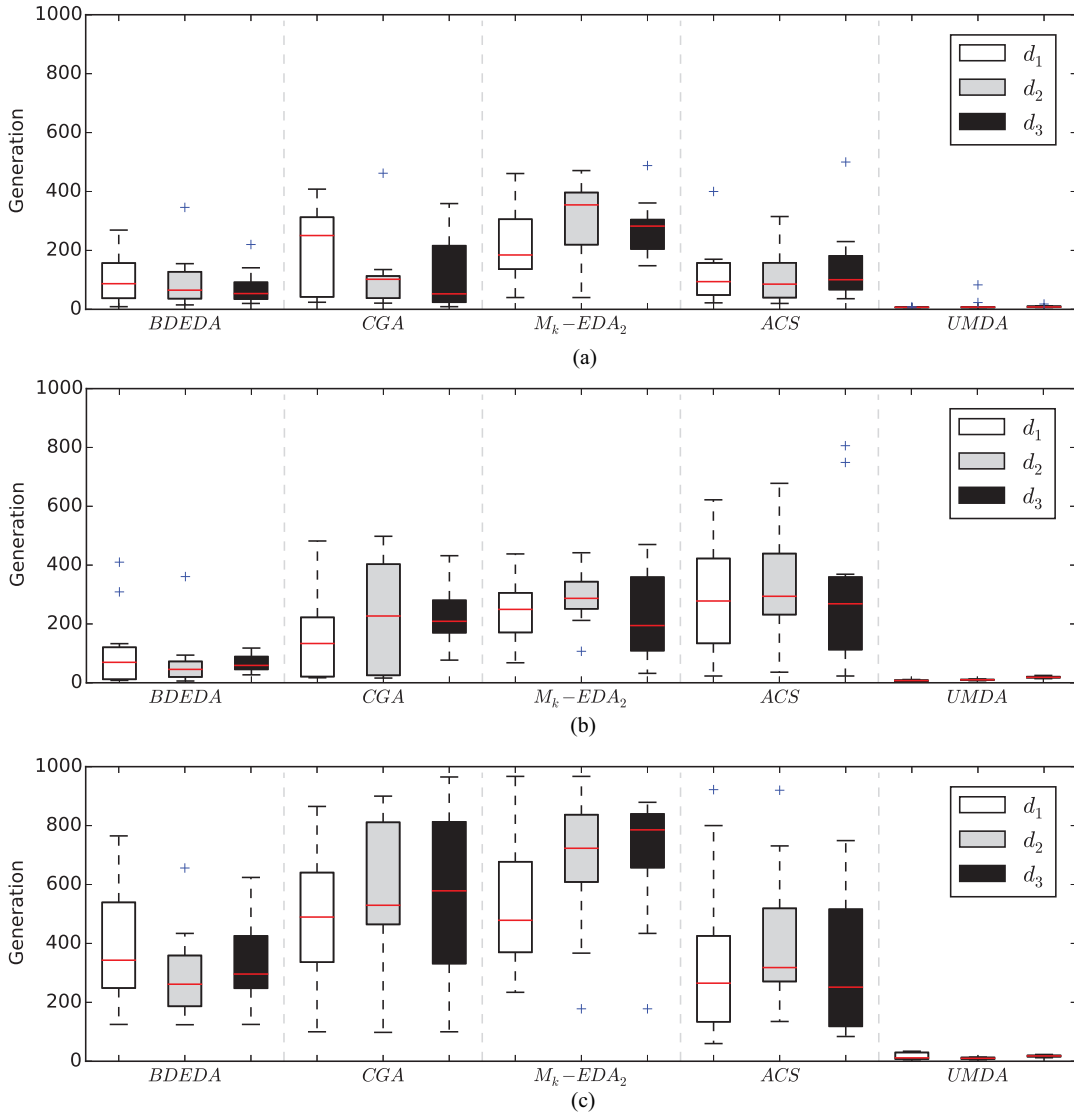 1000
800
600
400
200
0
Generation
d1
d2
d3
BDEDA CGA Mk−EDA2 ACS UMDA
(a)
1000
800
600
400
200
0
Generation
d1
d2
d3
BDEDA CGA Mk−EDA2 ACS UMDA
(b)
1000
800
600
400
200
0
Generation
d1
d2
d3
BDEDA CGA Mk−EDA2 ACS UMDA
(c)